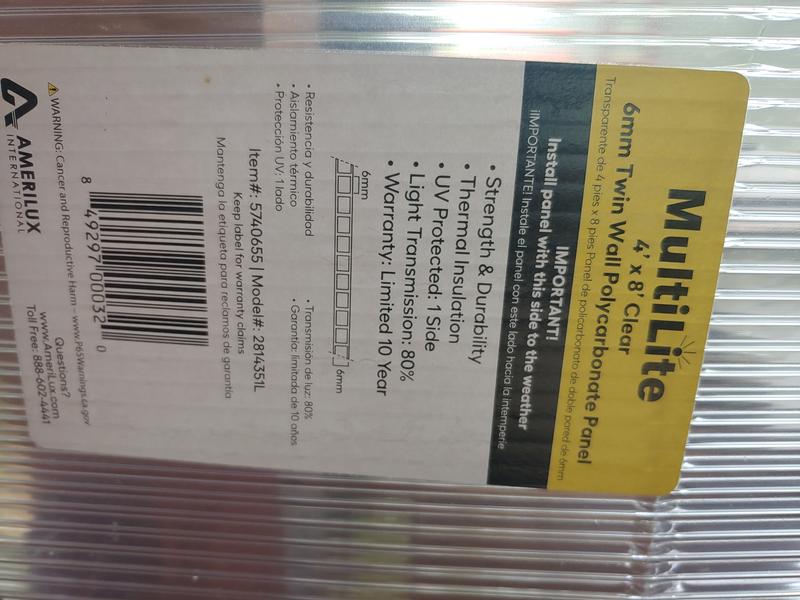 MultiLite
4' x 8' Clear
6mm Twin Wall Polycarbonate Panel
Transparente de 4 pies x 8 pies Panel de policarbonato de doble pared de 6mm
IMPORTANT!
Install panel with this side to the weather
¡IMPORTANTE! Instale el panel con este lado hacia la intemperie
• Strength & Durability
• Thermal Insulation
• UV Protected: 1 Side
• Light Transmission: 80%
• Warranty: Limited 10 Year
6mm
6mm
• Resistencia y durabilidad
• Aislamiento térmico
• Protección UV: 1 lado
• Transmisión de luz: 80%
• Garantía: limitada de 10 años
Item#: 5740655 | Model#: 2814351L
Keep label for warranty claims
Mantenga la etiqueta para reclamos de garantía
8 49297 00032 0
⚠WARNING: Cancer and Reproductive Harm – www.P65Warnings.ca.gov
AMERILUX
INTERNATIONAL
Questions?
www.AmeriLux.com
Toll Free: 888-602-4441